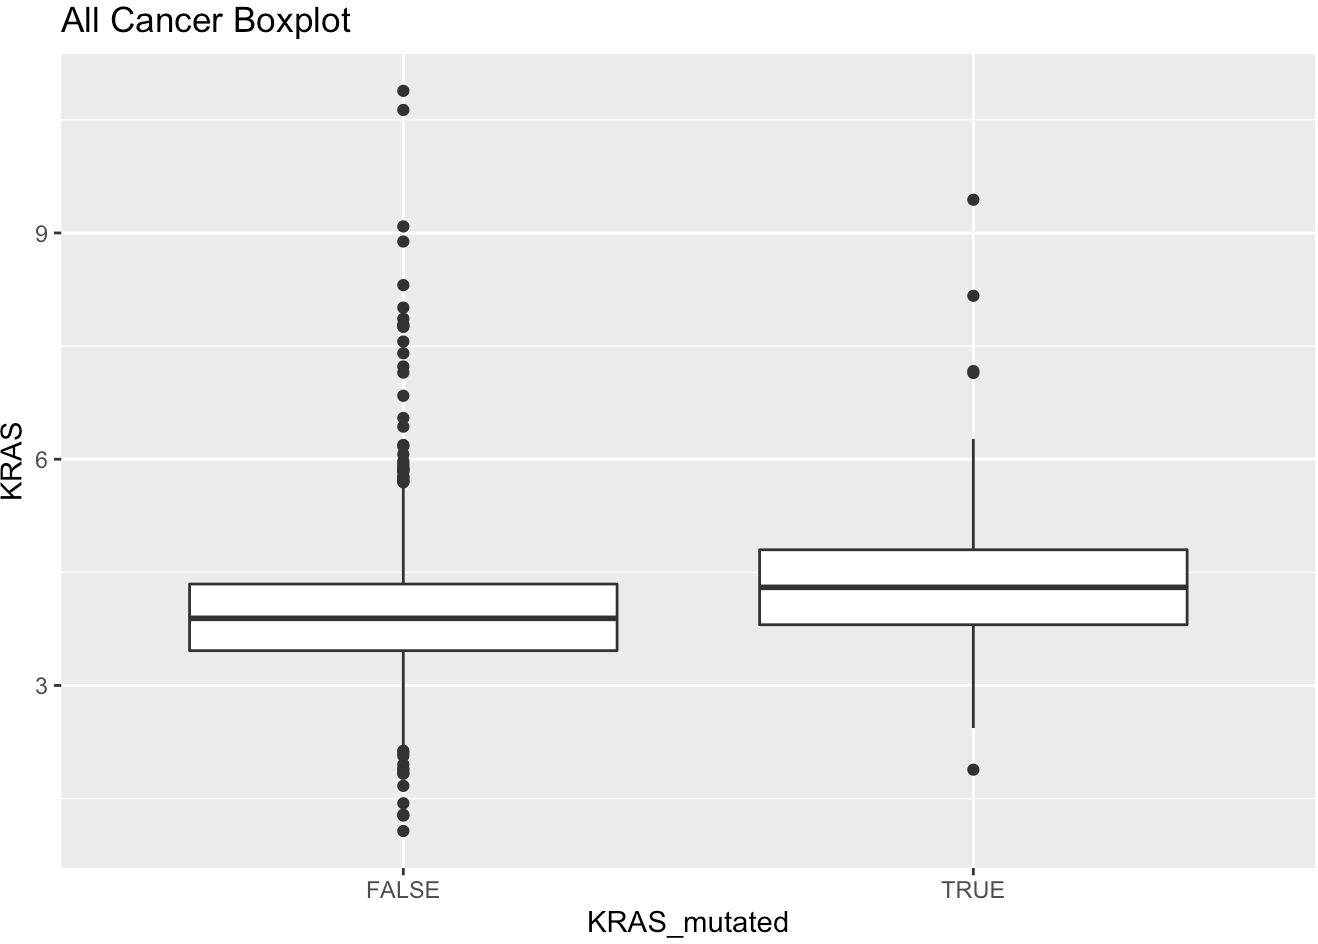 All Cancer Boxplot
9
6
3
KRAS
FALSE
TRUE
KRAS_mutated